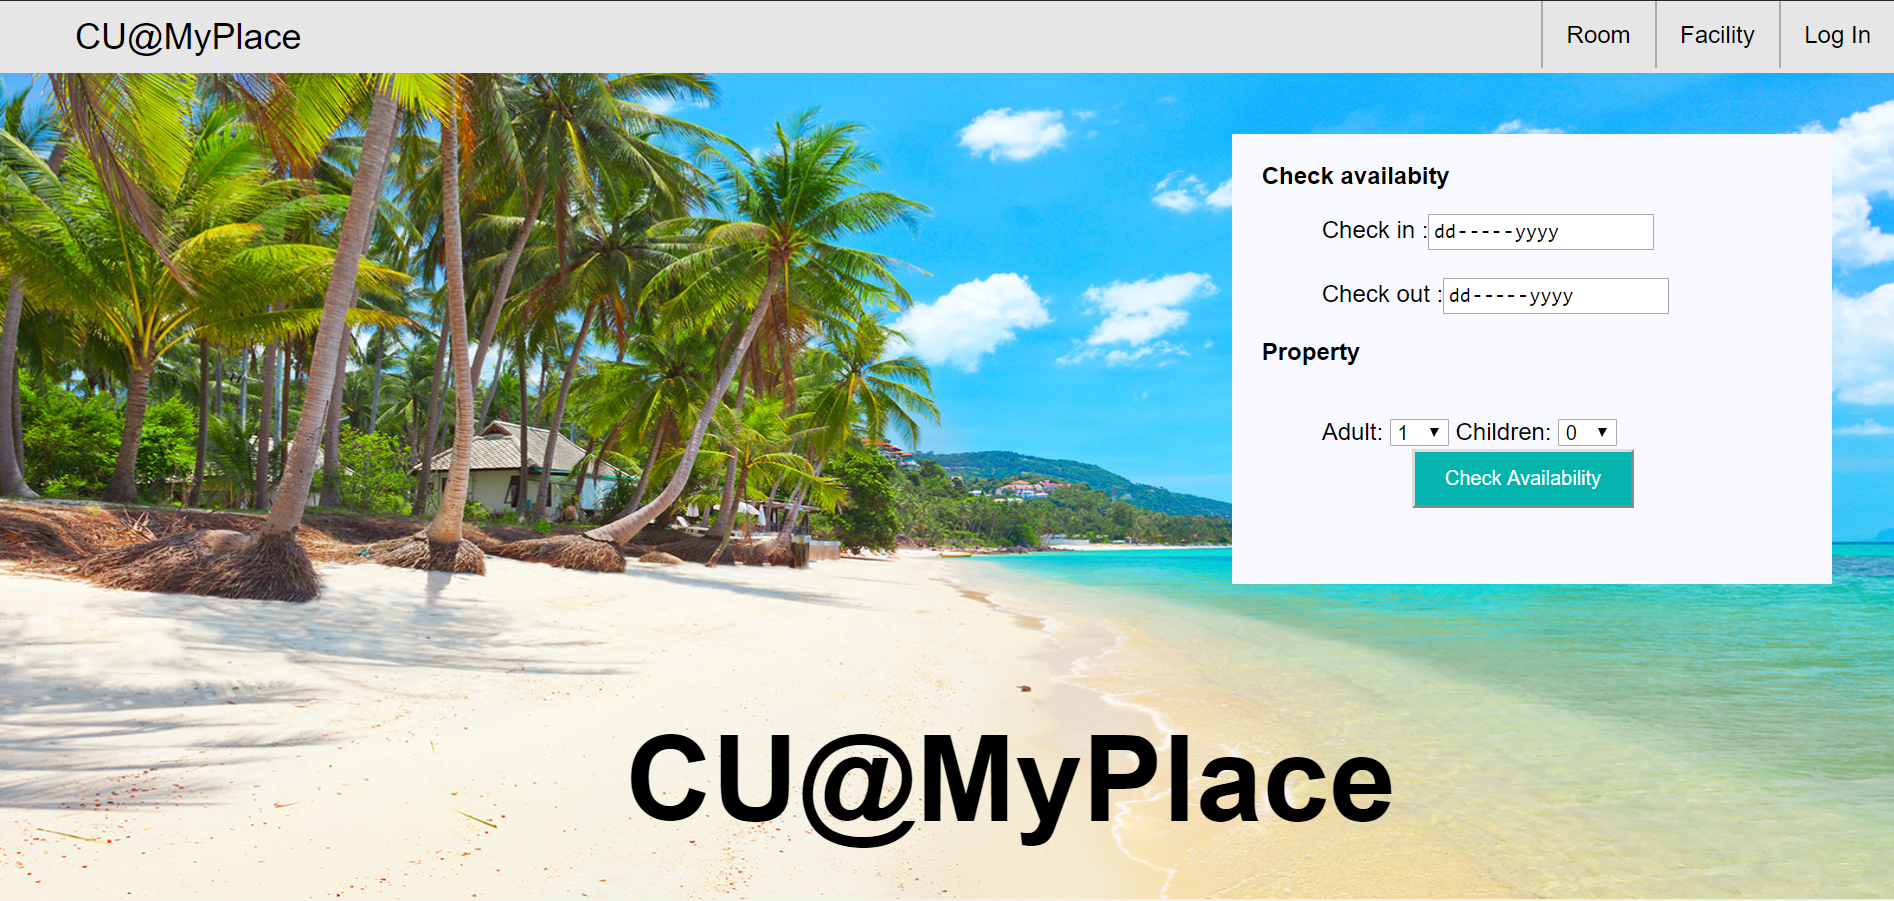 CU@MyPlace
Room Facility Log In
Check availabity
Check in : dd-----yyyy
Check out : dd-----yyyy
Property
Adult: 1 Children: 0
Check Availability
CU@MyPlace